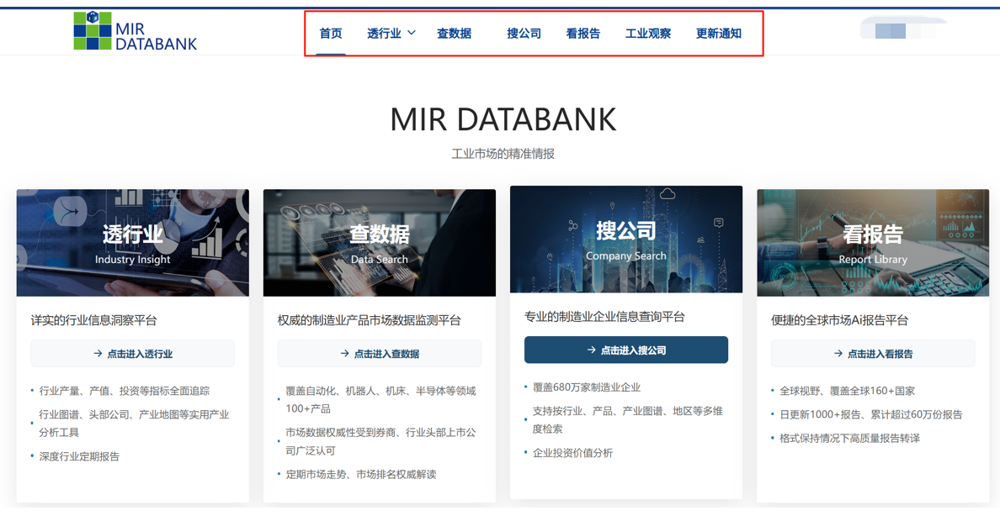 MIR
DATABANK
首页 透行业 查数据 搜公司 看报告 工业观察 更新通知
MIR DATABANK
工业市场的精准情报
透行业
Industry Insight
详实的行业信息洞察平台
→ 点击进入透行业
• 行业产量、产值、投资等指标全面追踪
• 行业图谱、头部公司、产业地图等实用产业
分析工具
• 深度行业定期报告
查数据
Data Search
权威的制造业产品市场数据监测平台
→ 点击进入查数据
• 覆盖自动化、机器人、机床、半导体等领域
100+产品
• 市场数据权威性受到券商、行业头部上市公
司广泛认可
• 定期市场走势、市场排名权威解读
搜公司
Company Search
专业的制造业企业信息查询平台
→ 点击进入搜公司
• 覆盖680万家制造业企业
• 支持按行业、产品、产业图谱、地区等多维
度检索
• 企业投资价值分析
看报告
Report Library
便捷的全球市场Ai报告平台
→ 点击进入看报告
• 全球视野、覆盖全球160+国家
• 日更新1000+报告、累计超过60万份报告
• 格式保持情况下高质量报告转译